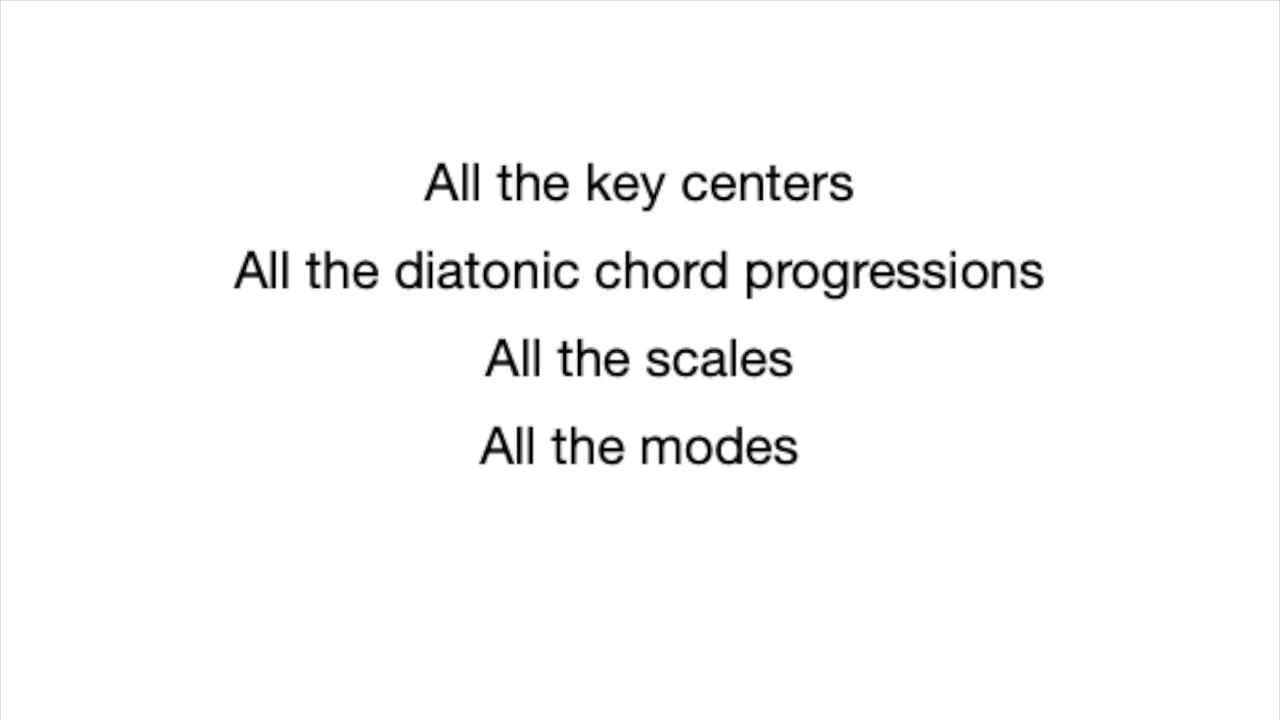 All the key centers
All the diatonic chord progressions
All the scales
All the modes